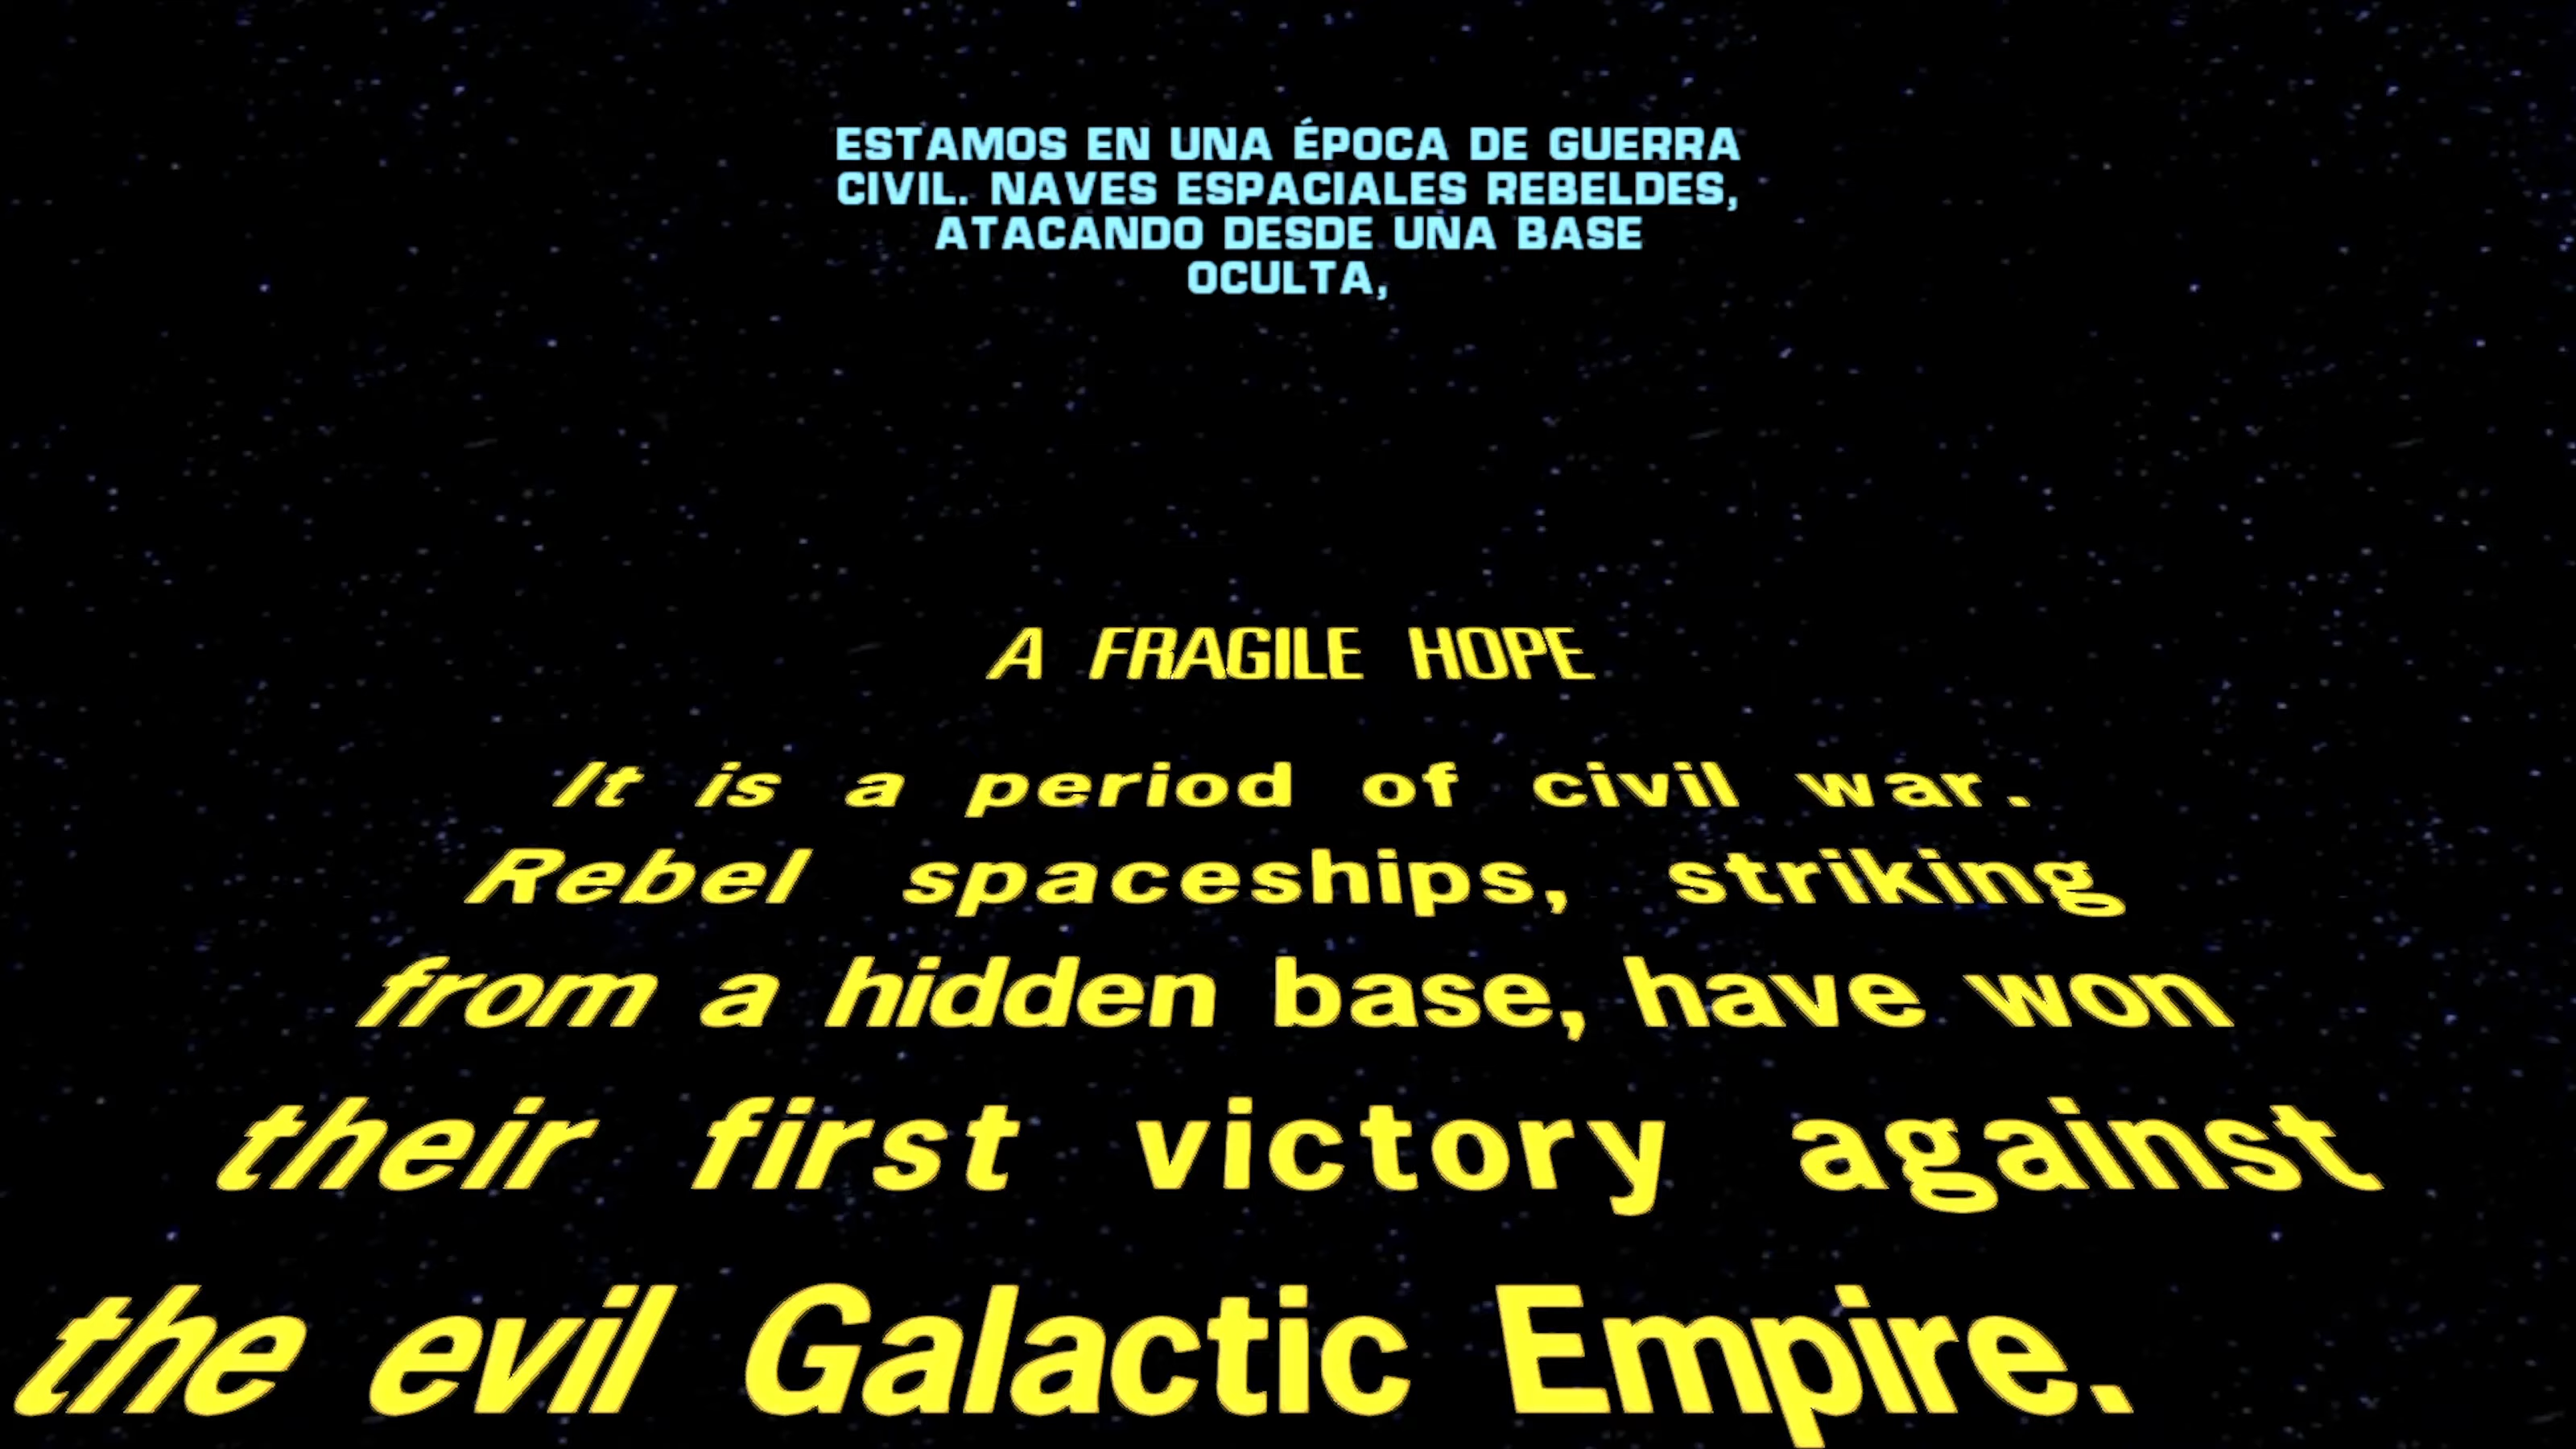 ESTAMOS EN UNA ÉPOCA DE GUERRA
CIVIL. NAVES ESPACIALES REBELDES,
ATACANDO DESDE UNA BASE
OCULTA,
A FRAGILE HOPE
It is a period of civil war.
Rebel spaceships, striking
from a hidden base, have won
their first victory against
the evil Galactic Empire.